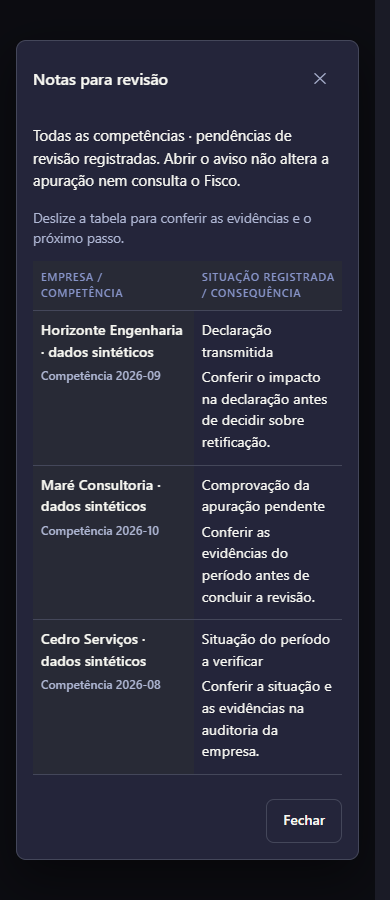 Notas para revisão
Todas as competências · pendências de
revisão registradas. Abrir o aviso não altera a
apuração nem consulta o Fisco.
Deslize a tabela para conferir as evidências e o
próximo passo.
EMPRESA /
COMPETÊNCIA
SITUAÇÃO REGISTRADA
/ CONSEQUÊNCIA
Horizonte Engenharia
· dados sintéticos
Competência 2026-09
Declaração
transmitida
Conferir o impacto
na declaração antes
de decidir sobre
retificação.
Maré Consultoria ·
dados sintéticos
Competência 2026-10
Comprovação da
apuração pendente
Conferir as
evidências do
período antes de
concluir a revisão.
Cedro Serviços ·
dados sintéticos
Competência 2026-08
Situação do período
a verificar
Conferir a situação e
as evidências na
auditoria da
empresa.
Fechar